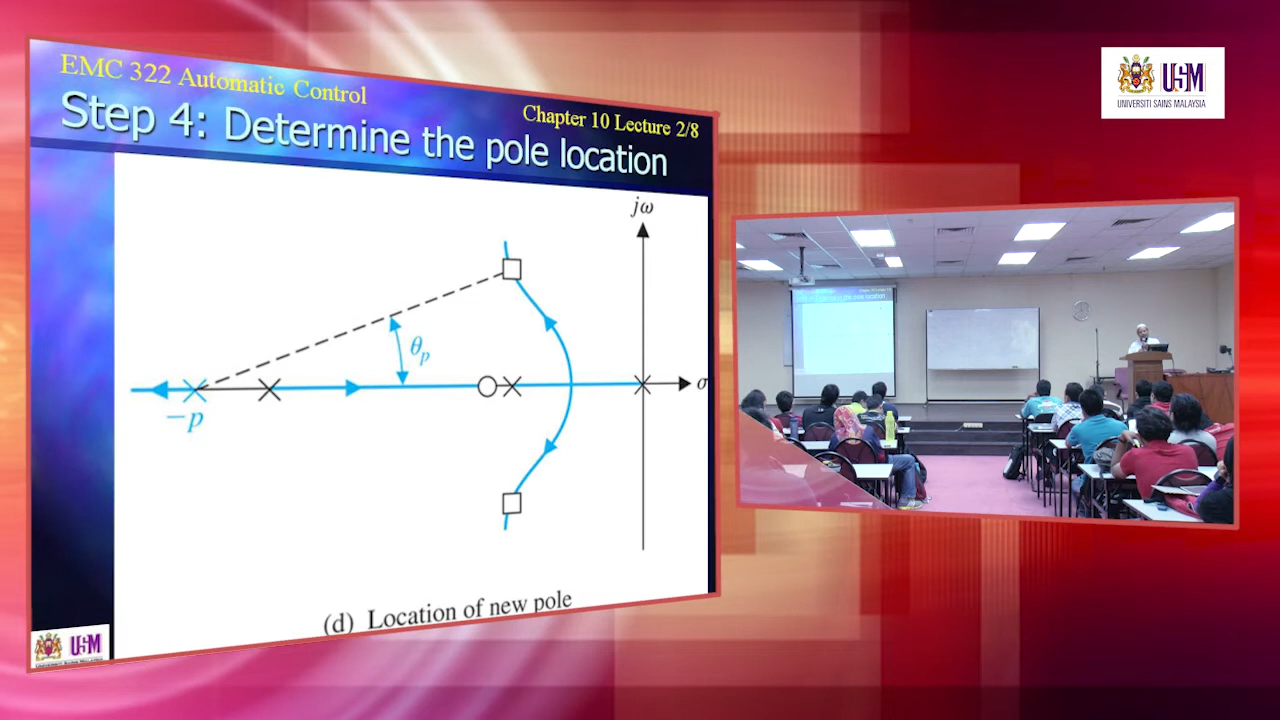 EMC 322 Automatic Control
Chapter 10 Lecture 2/8
Step 4: Determine the pole location
jω
θp
σ
−p
(d) Location of new pole
USM
USM
UNIVERSITI SAINS MALAYSIA